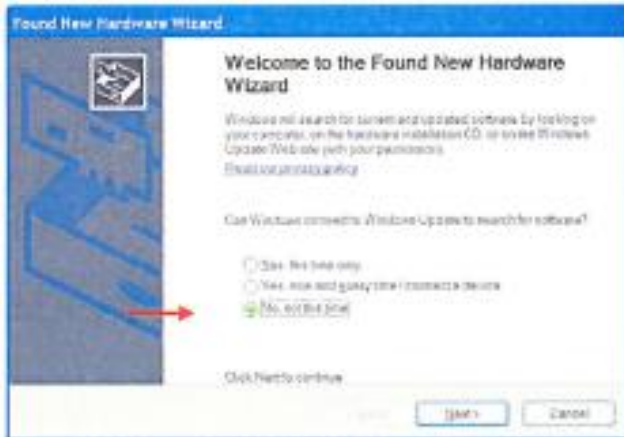 Found New Hardware Wizard
Welcome to the Found New Hardware
Wizard
Windows will search for current and updated software by looking on
your computer, on the hardware installation CD, or on the Windows
Update Web site (with your permission).
Read our privacy policy
Can Windows connect to Windows Update to search for software?
Yes, this time only
Yes, now and every time I connect a device
No, not this time
Click Next to continue
Next >
Cancel